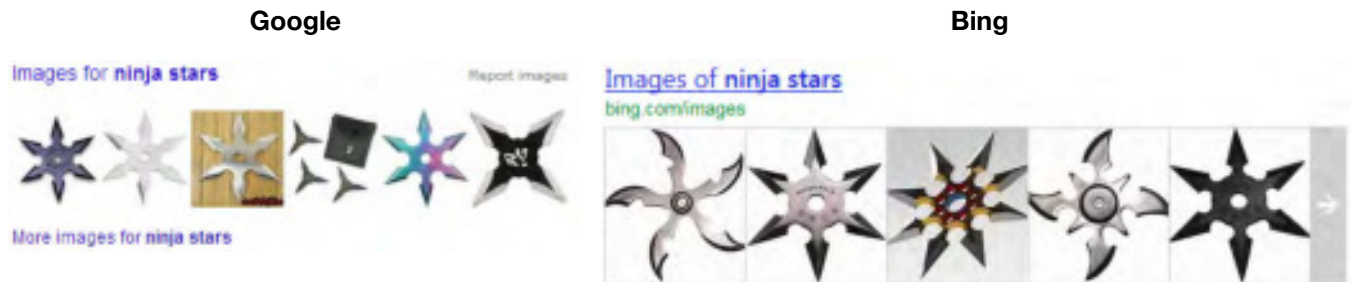 Google
Bing
Images for ninja stars
Report images
Images of ninja stars
bing.com/images
More images for ninja stars